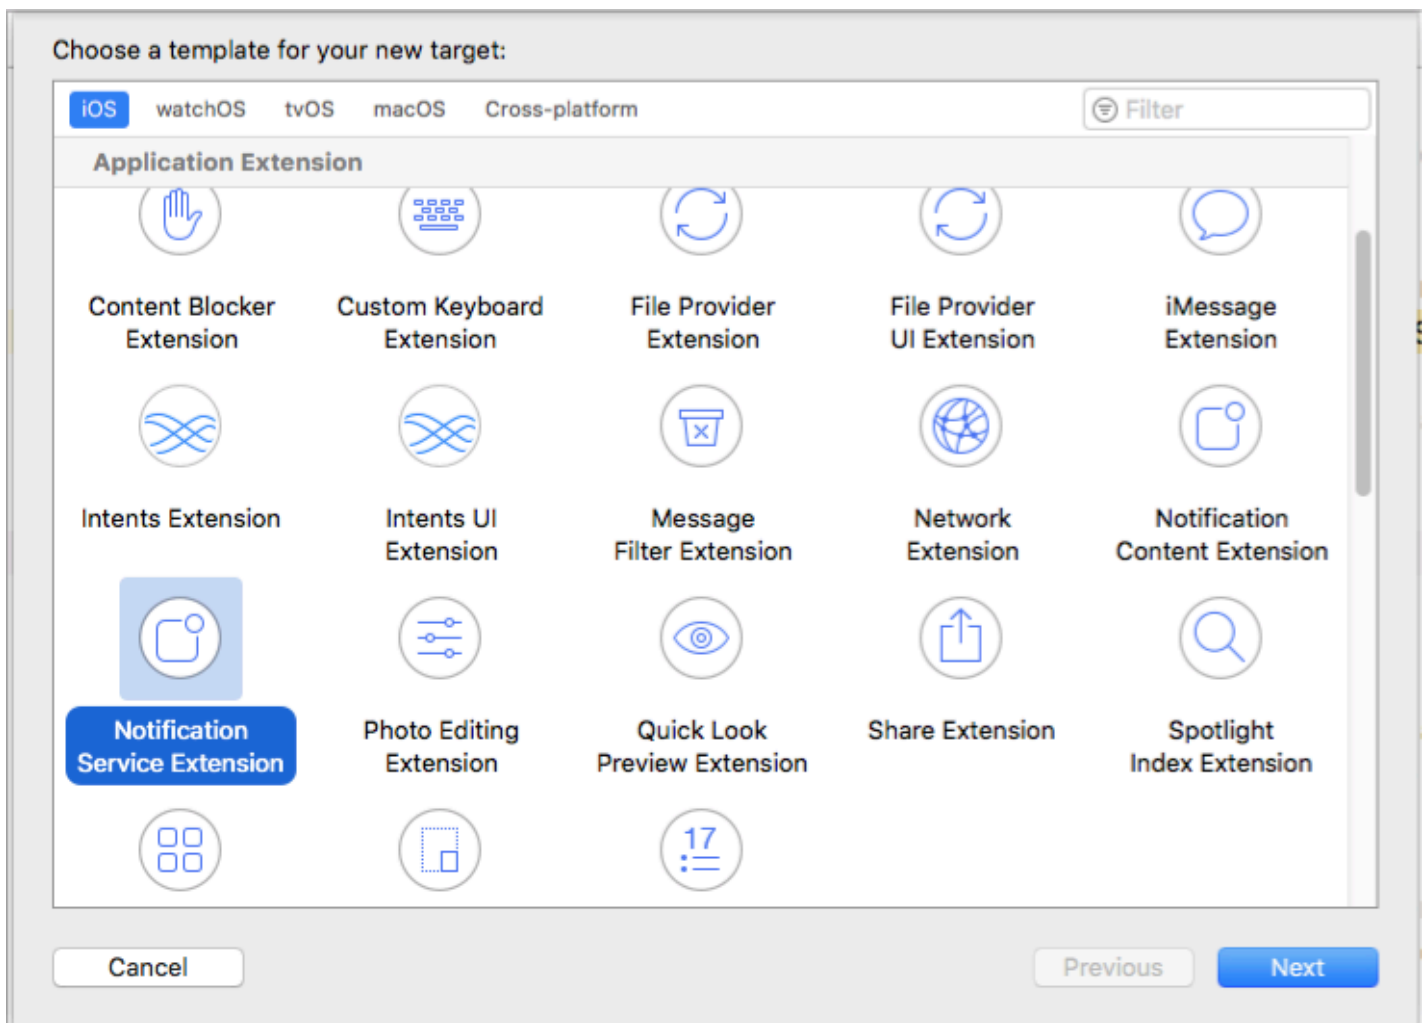 Choose a template for your new target:
iOS watchOS tvOS macOS Cross-platform Filter
Application Extension
Content Blocker Custom Keyboard File Provider File Provider iMessage
Extension Extension Extension UI Extension Extension
Intents Extension Intents UI Message Network Notification
Extension Filter Extension Extension Content Extension
Notification Photo Editing Quick Look Share Extension Spotlight
Service Extension Extension Preview Extension Index Extension
17
Cancel Previous Next